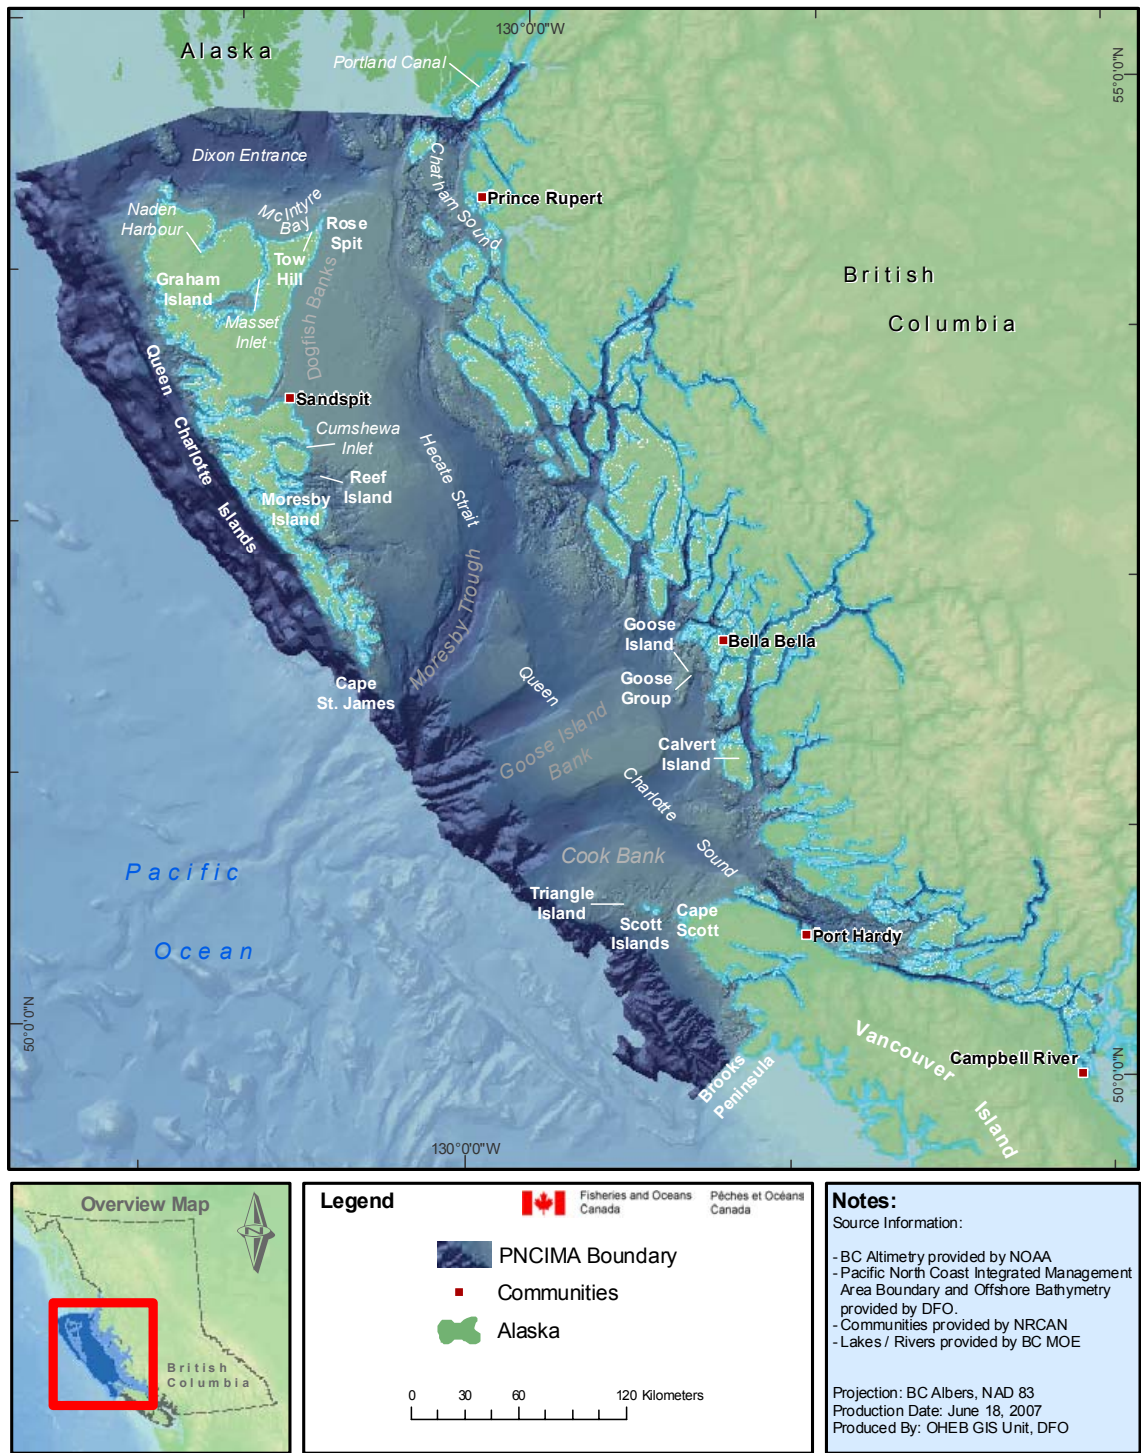 130°0'0"W
Alaska
Portland Canal
55°0'0"N
Dixon Entrance
Chatham Sound
Prince Rupert
Naden
Harbour
McIntyre
Bay
Rose
Spit
Tow
Hill
Graham
Island
Masset
Inlet
Dogfish Banks
British
Columbia
Queen Charlotte Islands
Sandspit
Cumshewa
Inlet
Reef
Island
Moresby
Island
Hecate Strait
Moresby Trough
Goose
Island
Bella Bella
Goose
Group
Cape
St. James
Queen
Charlotte
Sound
Goose Island
Bank
Calvert
Island
Cook Bank
Pacific
Ocean
Triangle
Island
Scott
Islands
Cape
Scott
Port Hardy
50°0'0"N
Vancouver
Island
Campbell River
50°0'0"N
Brooks
Peninsula
130°0'0"W
Overview Map
N
British
Columbia
Legend
Fisheries and Oceans
Canada
Pêches et Océans
Canada
PNCIMA Boundary
Communities
Alaska
0 30 60 120 Kilometers
Notes:
Source Information:
- BC Altimetry provided by NOAA
- Pacific North Coast Integrated Management
Area Boundary and Offshore Bathymetry
provided by DFO.
- Communities provided by NRCAN
- Lakes / Rivers provided by BC MOE
Projection: BC Albers, NAD 83
Production Date: June 18, 2007
Produced By: OHEB GIS Unit, DFO